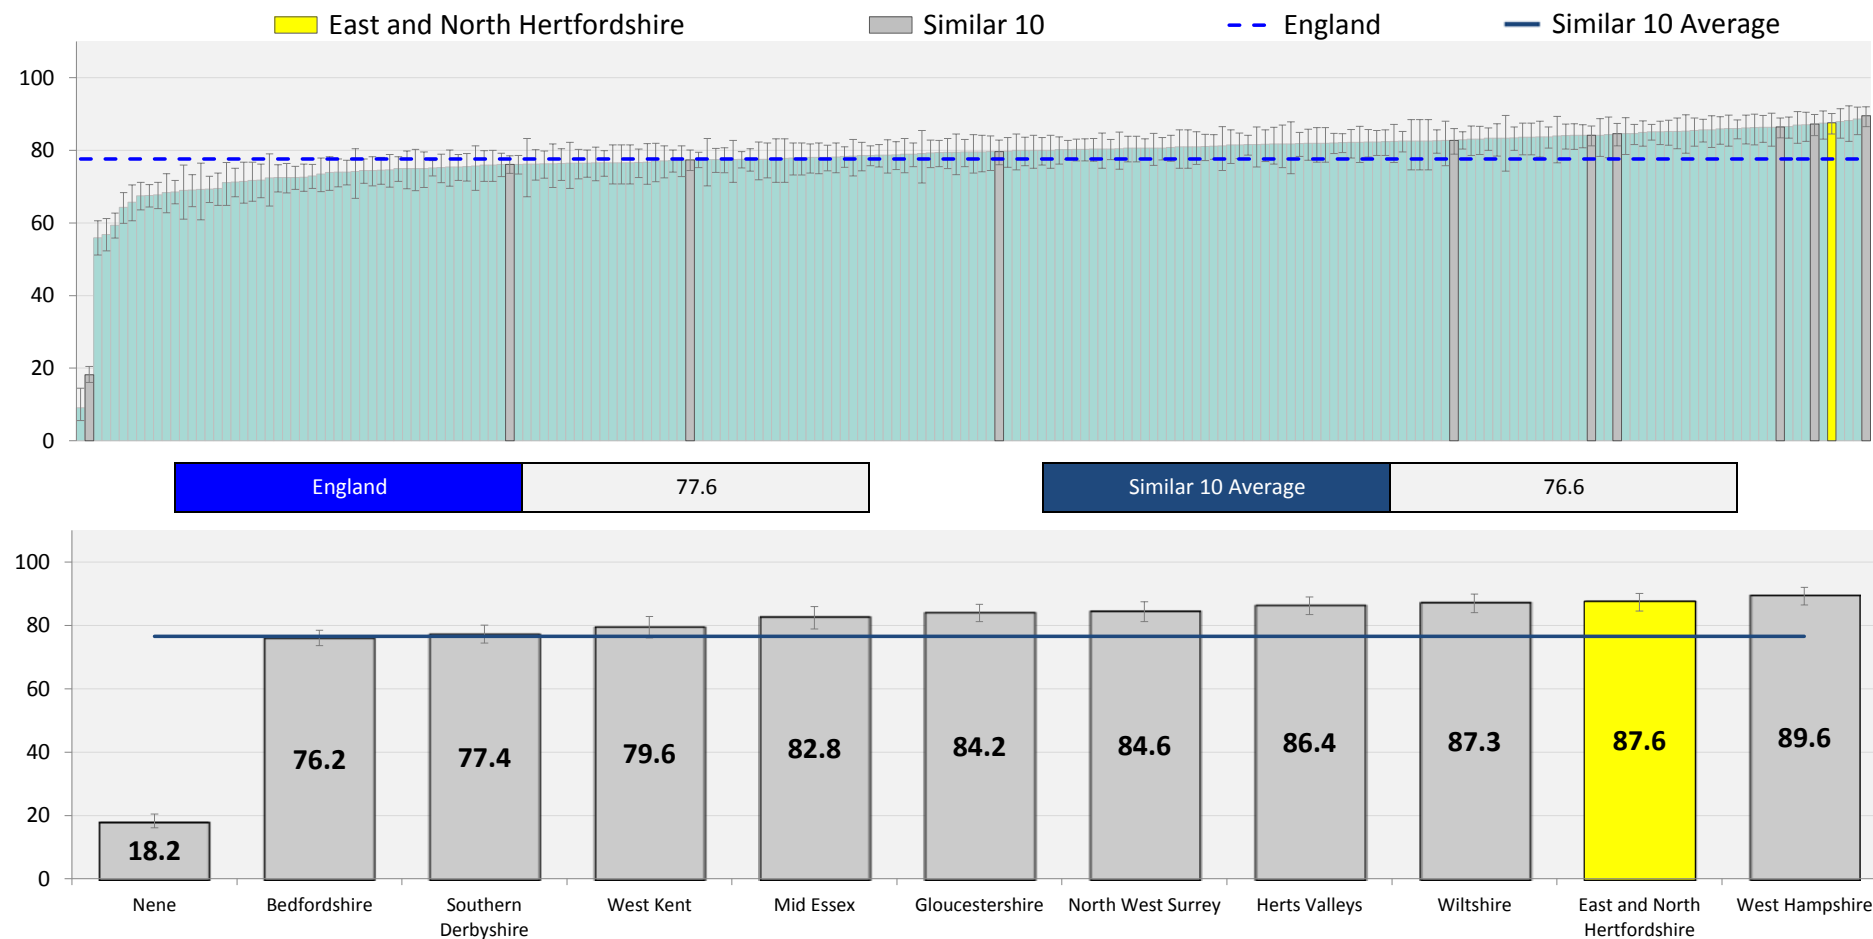 East and North Hertfordshire
Similar 10
England
Similar 10 Average
100
80
60
40
20
0
England
77.6
Similar 10 Average
76.6
100
80
60
40
20
0
18.2
76.2
77.4
79.6
82.8
84.2
84.6
86.4
87.3
87.6
89.6
Nene
Bedfordshire
Southern
Derbyshire
West Kent
Mid Essex
Gloucestershire
North West Surrey
Herts Valleys
Wiltshire
East and North
Hertfordshire
West Hampshire